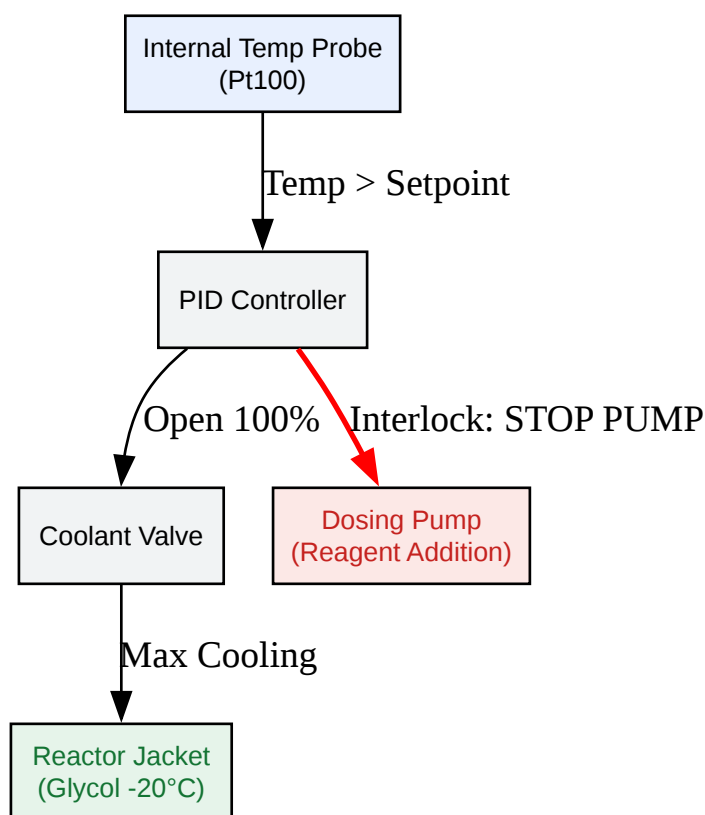 Internal Temp Probe
(Pt100)
Temp > Setpoint
PID Controller
Open 100%
Interlock: STOP PUMP
Coolant Valve
Dosing Pump
(Reagent Addition)
Max Cooling
Reactor Jacket
(Glycol -20°C)